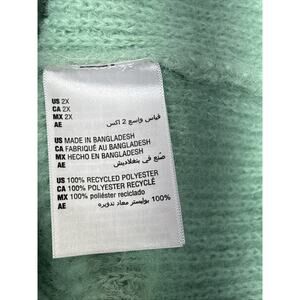 US 2X
CA 2X
MX 2X
AE قياس واسع 2 اكس
US MADE IN BANGLADESH
CA FABRIQUÉ AU BANGLADESH
MX HECHO EN BANGLADESH
AE صنع في بنغلاديش
US 100% RECYCLED POLYESTER
CA 100% POLYESTER RECYCLÉ
MX 100% poliéster reciclado
AE 100% بوليستر معاد تدويره